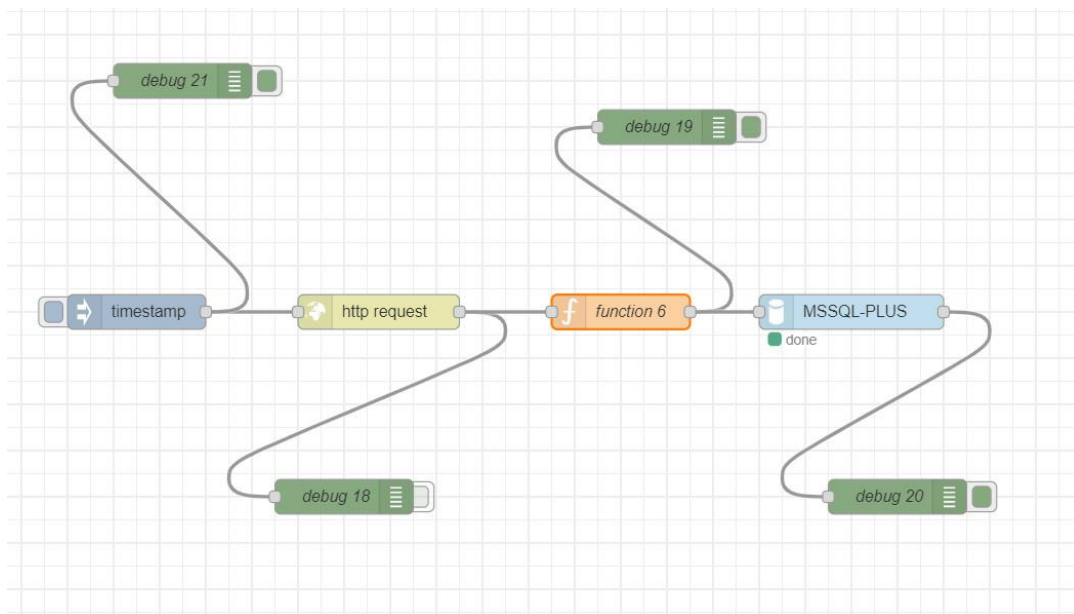 debug 21
debug 19
timestamp
http request
function 6
MSSQL-PLUS
done
debug 18
debug 20